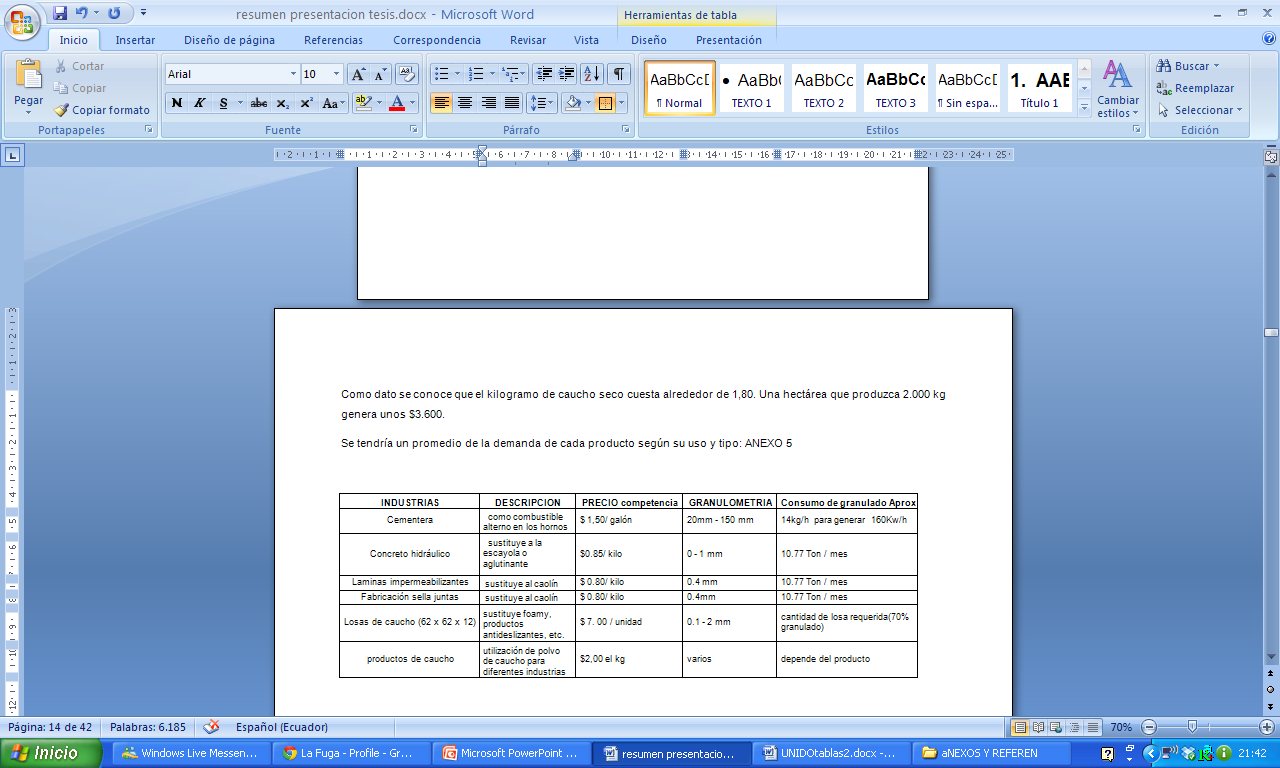 resumen presentacion tesis.docx - Microsoft Word
Herramientas de tabla
Inicio Insertar Diseño de página Referencias Correspondencia Revisar Vista Diseño Presentación
Pegar
Cortar
Copiar
Copiar formato
Portapapeles
Arial 10
N K S abc x₂ x² Aa
Fuente
Párrafo
AaBbCcD AaBb( AaBbCc AaBbCc AaBbCcD 1. AAE
¶ Normal TEXTO 1 TEXTO 2 TEXTO 3 ¶ Sin espa... Título 1
Cambiar estilos
Estilos
Buscar
Reemplazar
Seleccionar
Edición
Como dato se conoce que el kilogramo de caucho seco cuesta alrededor de 1,80. Una hectárea que produzca 2.000 kg
genera unos $3.600.
Se tendría un promedio de la demanda de cada producto según su uso y tipo: ANEXO 5
INDUSTRIAS DESCRIPCION PRECIO competencia GRANULOMETRIA Consumo de granulado Aprox
Cementera como combustible alterno en los hornos $ 1,50/ galón 20mm - 150 mm 14kg/h para generar 160Kw/h
Concreto hidráulico sustituye a la escayola o aglutinante $0.85/ kilo 0 - 1 mm 10.77 Ton / mes
Laminas impermeabilizantes sustituye al caolín $ 0.80/ kilo 0.4 mm 10.77 Ton / mes
Fabricación sella juntas sustituye al caolín $ 0.80/ kilo 0.4mm 10.77 Ton / mes
Losas de caucho (62 x 62 x 12) sustituye foamy, productos antideslizantes, etc. $ 7. 00 / unidad 0.1 - 2 mm cantidad de losa requerida(70% granulado)
productos de caucho utilización de polvo de caucho para diferentes industrias $2,00 el kg varios depende del producto
Página: 14 de 42 Palabras: 6.185 Español (Ecuador) 70%
Inicio Windows Live Messen... La Fuga - Profile - Gr... Microsoft PowerPoint ... resumen presentacio... UNIDOtablas2.docx -... aNEXOS Y REFEREN 21:42